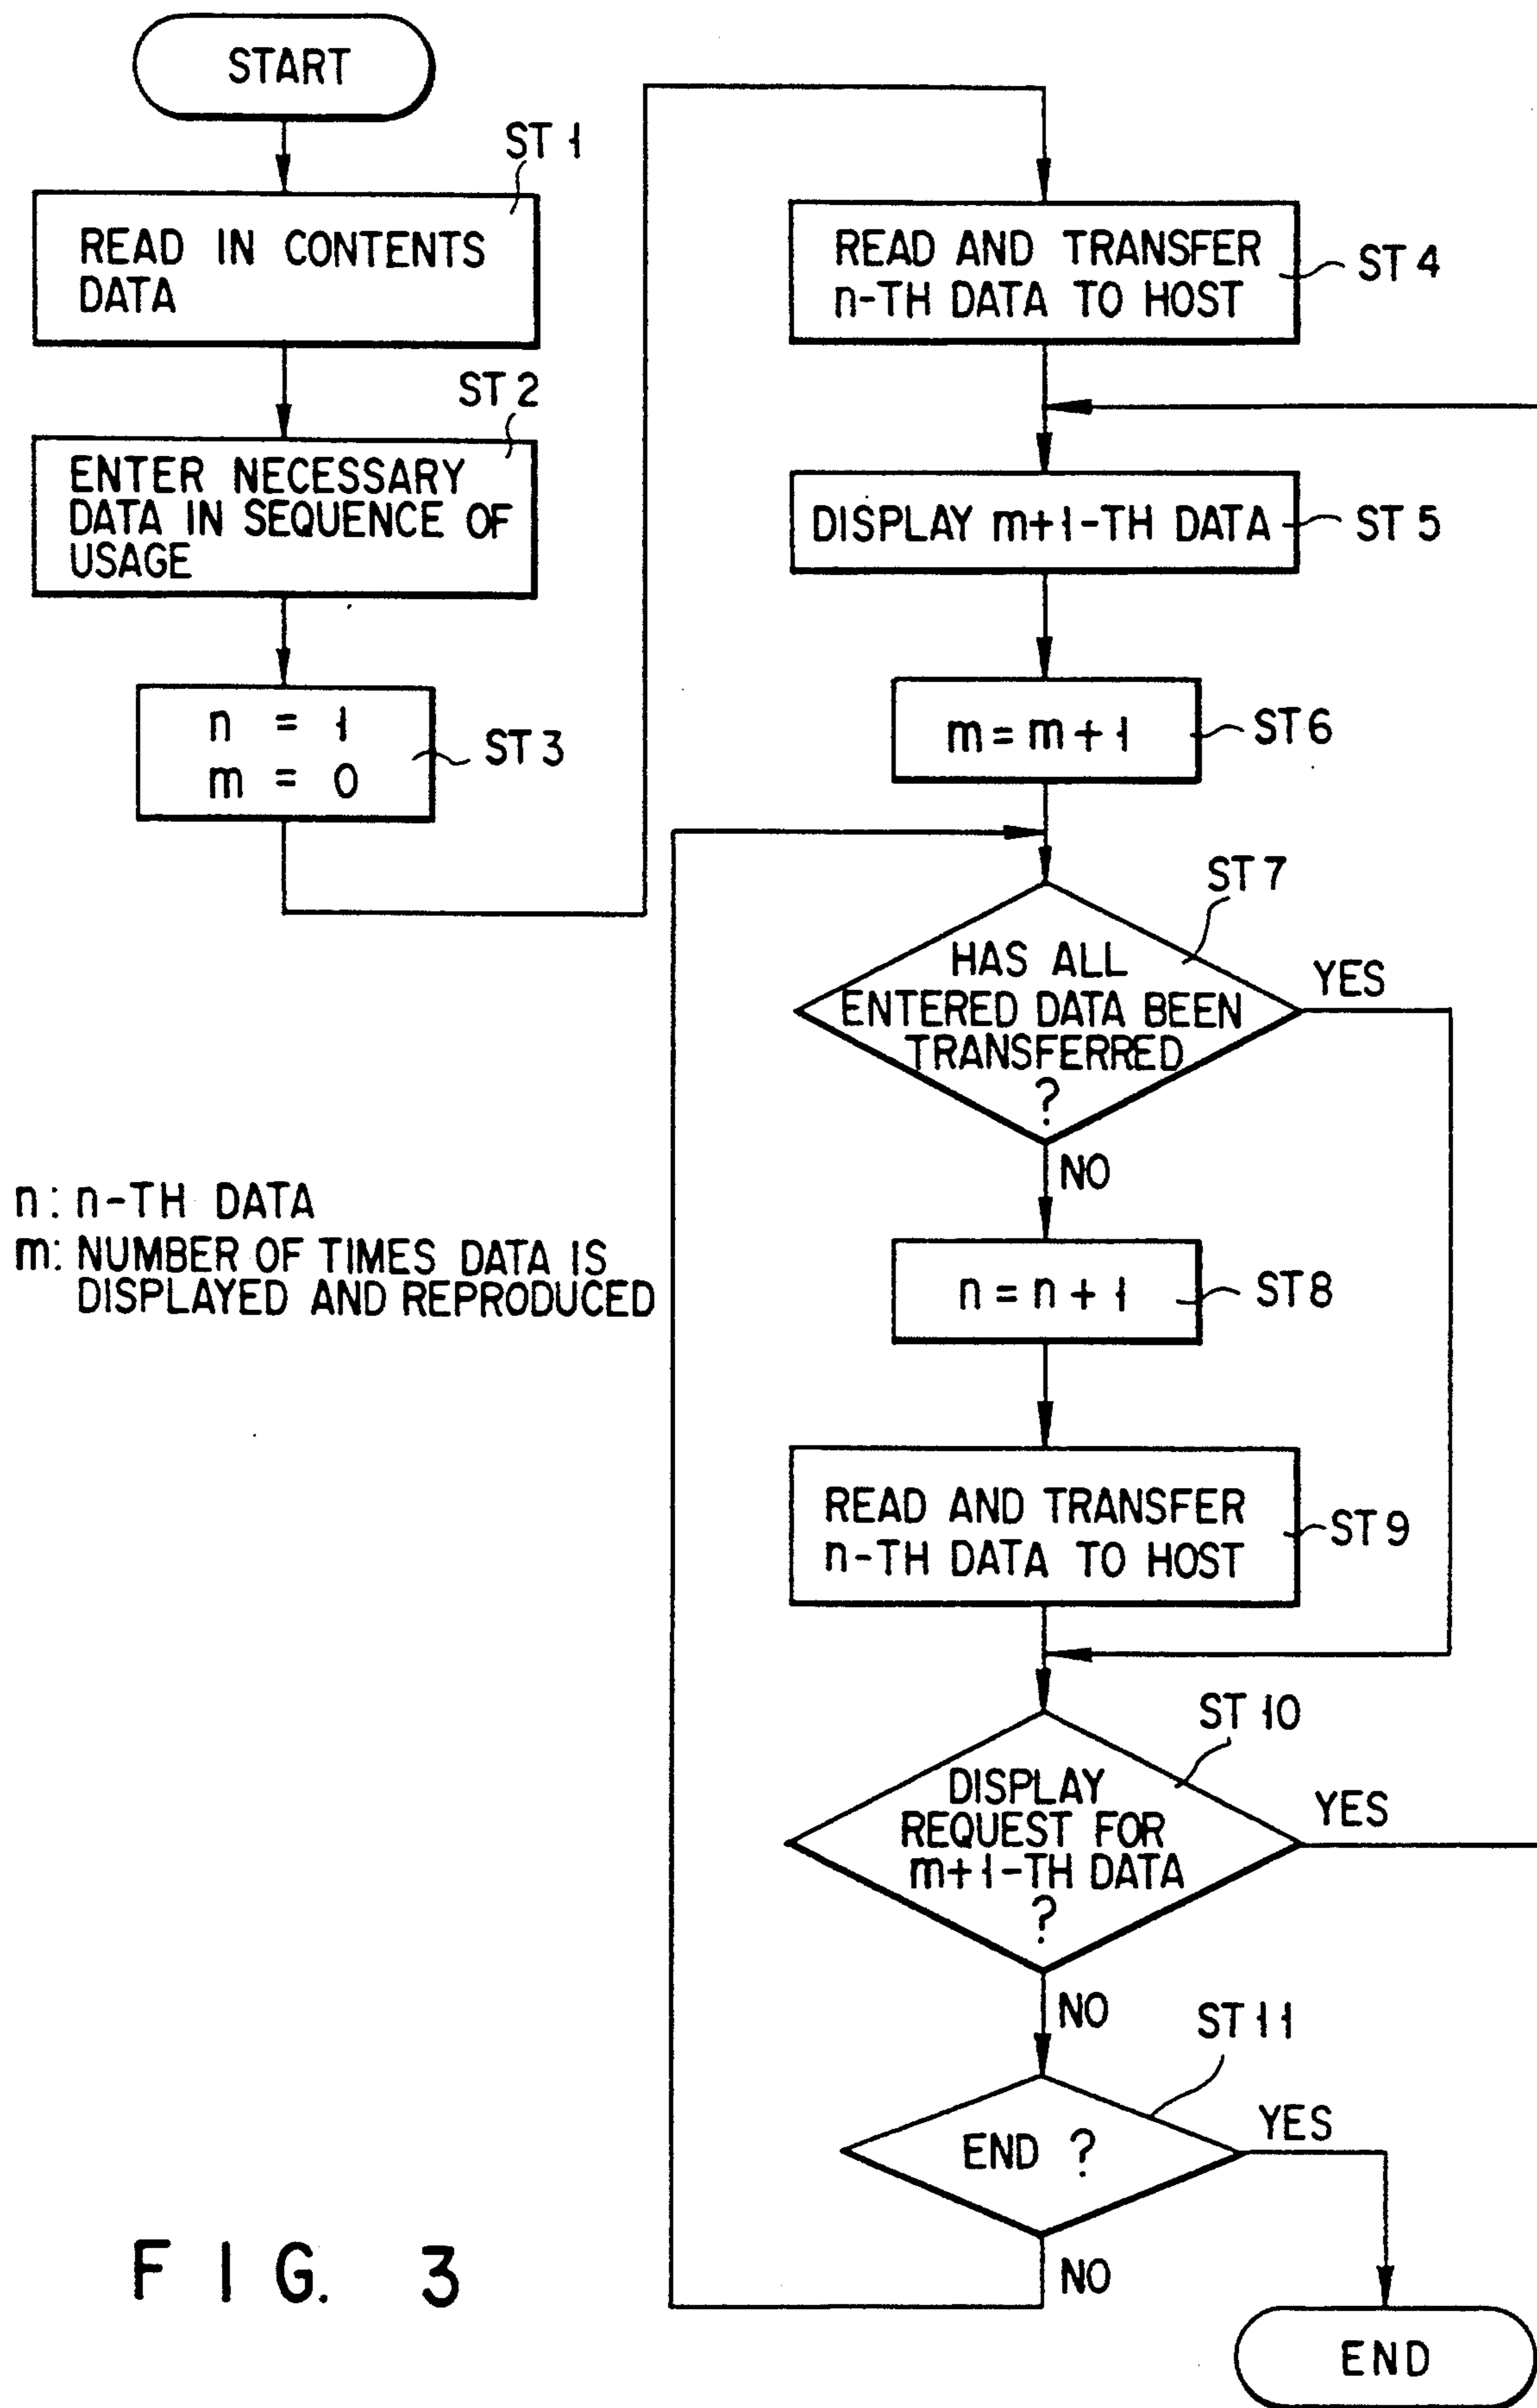 START
ST 1
READ IN CONTENTS
DATA
ST 2
ENTER NECESSARY
DATA IN SEQUENCE OF
USAGE
n = 1
m = 0
ST 3
READ AND TRANSFER
n-TH DATA TO HOST
ST 4
DISPLAY m+1-TH DATA
ST 5
m = m + 1
ST 6
ST 7
HAS ALL
ENTERED DATA BEEN
TRANSFERRED
?
YES
NO
n: n-TH DATA
m: NUMBER OF TIMES DATA IS
DISPLAYED AND REPRODUCED
n = n + 1
ST 8
READ AND TRANSFER
n-TH DATA TO HOST
ST 9
ST 10
DISPLAY
REQUEST FOR
m+1-TH DATA
?
YES
NO
ST 11
END ?
YES
NO
END
FIG. 3